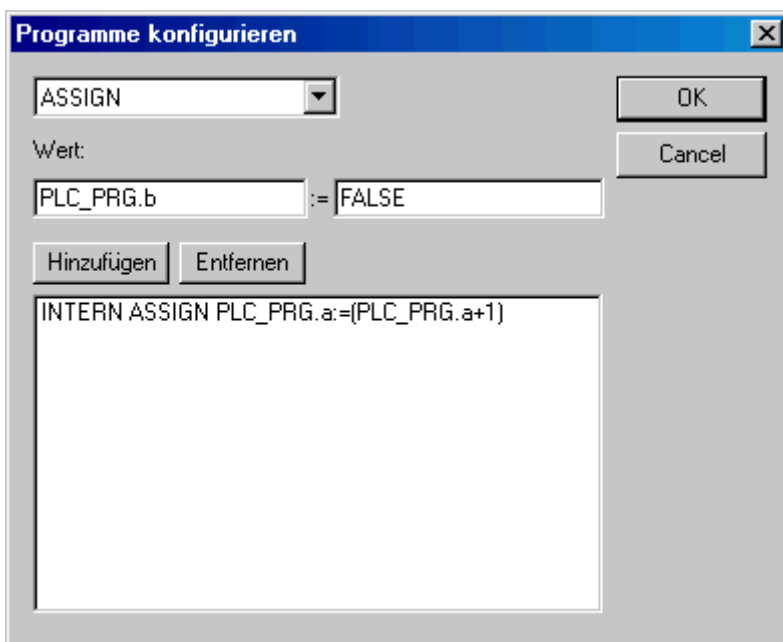 Programme konfigurieren
ASSIGN
OK
Wert:
Cancel
PLC_PRG.b := FALSE
Hinzufügen Entfernen
INTERN ASSIGN PLC_PRG.a:=(PLC_PRG.a+1)